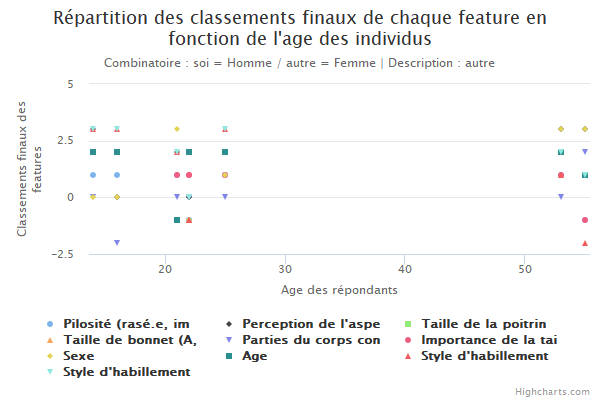 Répartition des classements finaux de chaque feature en
fonction de l'age des individus
Combinatoire : soi = Homme / autre = Femme | Description : autre
Classements finaux des
features
5
2.5
0
−2.5
20 30 40 50
Age des répondants
Pilosité (rasé.e, im Perception de l'aspe Taille de la poitrin
Taille de bonnet (A, Parties du corps con Importance de la tai
Sexe Age Style d'habillement
Style d'habillement
Highcharts.com